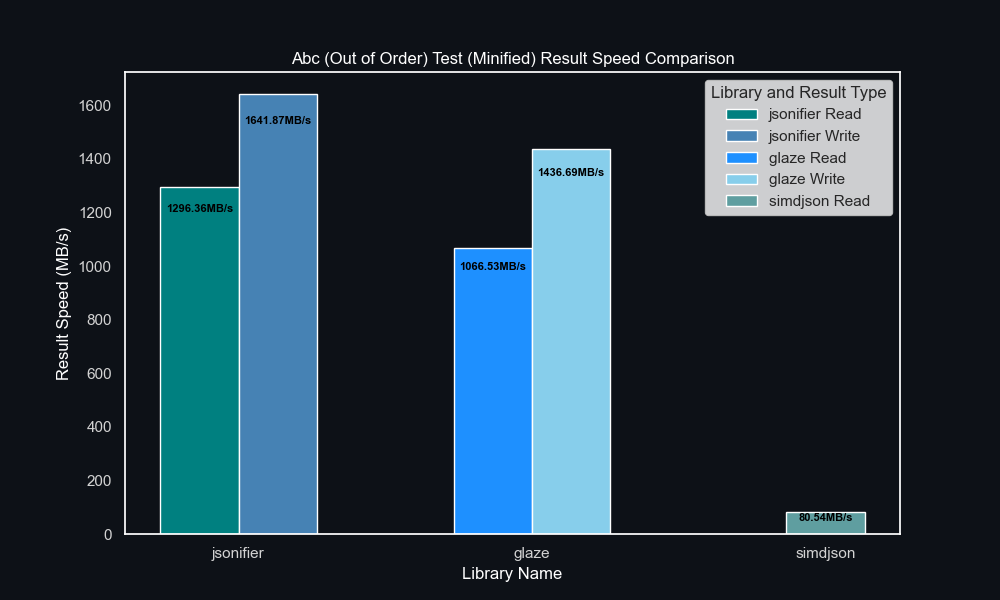 Abc (Out of Order) Test (Minified) Result Speed Comparison
Library and Result Type
jsonifier Read
jsonifier Write
glaze Read
glaze Write
simdjson Read
Result Speed (MB/s)
1600
1400
1200
1000
800
600
400
200
0
1296.36MB/s
1641.87MB/s
1066.53MB/s
1436.69MB/s
80.54MB/s
jsonifier
glaze
simdjson
Library Name